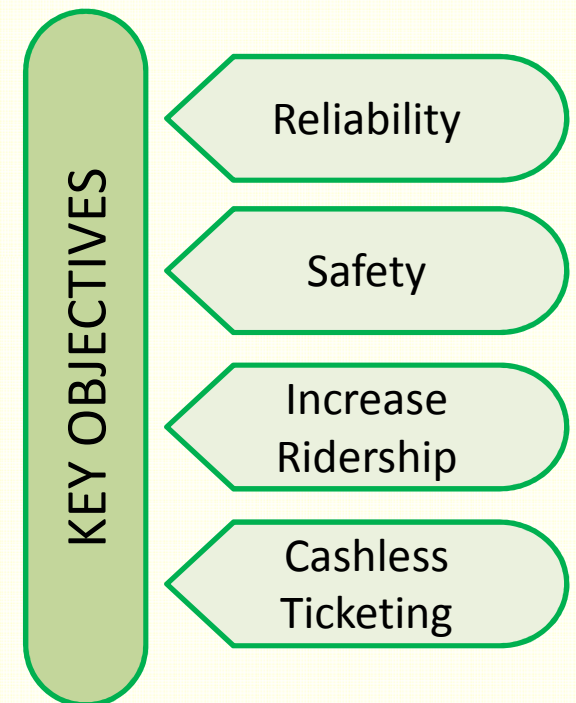 KEY OBJECTIVES
Reliability
Safety
Increase
Ridership
Cashless
Ticketing